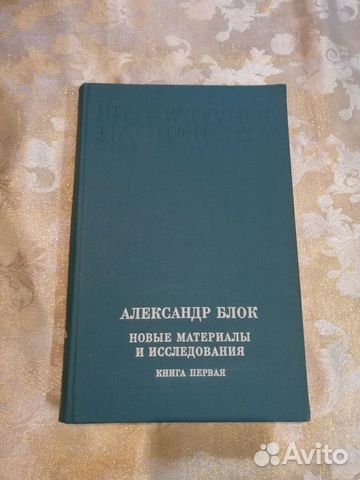 ЛИТЕРАТУРНОЕ
НАСЛЕДСТВО
АЛЕКСАНДР БЛОК
НОВЫЕ МАТЕРИАЛЫ
И ИССЛЕДОВАНИЯ
КНИГА ПЕРВАЯ
Avito